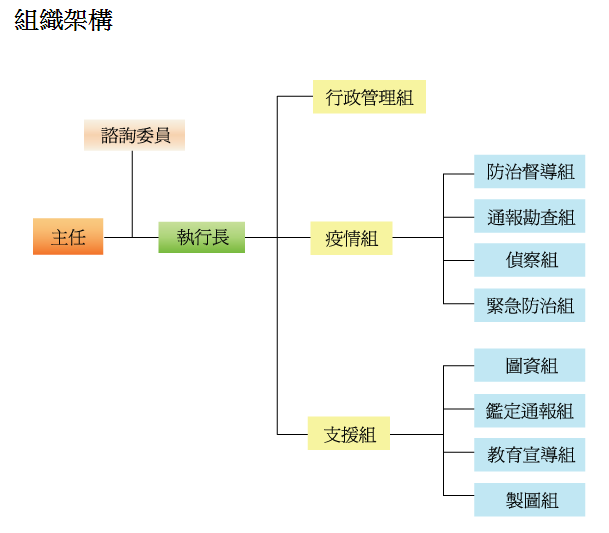 組織架構
行政管理組
諮詢委員
主任
執行長
疫情組
防治督導組
通報勘查組
偵察組
緊急防治組
支援組
圖資組
鑑定通報組
教育宣導組
製圖組